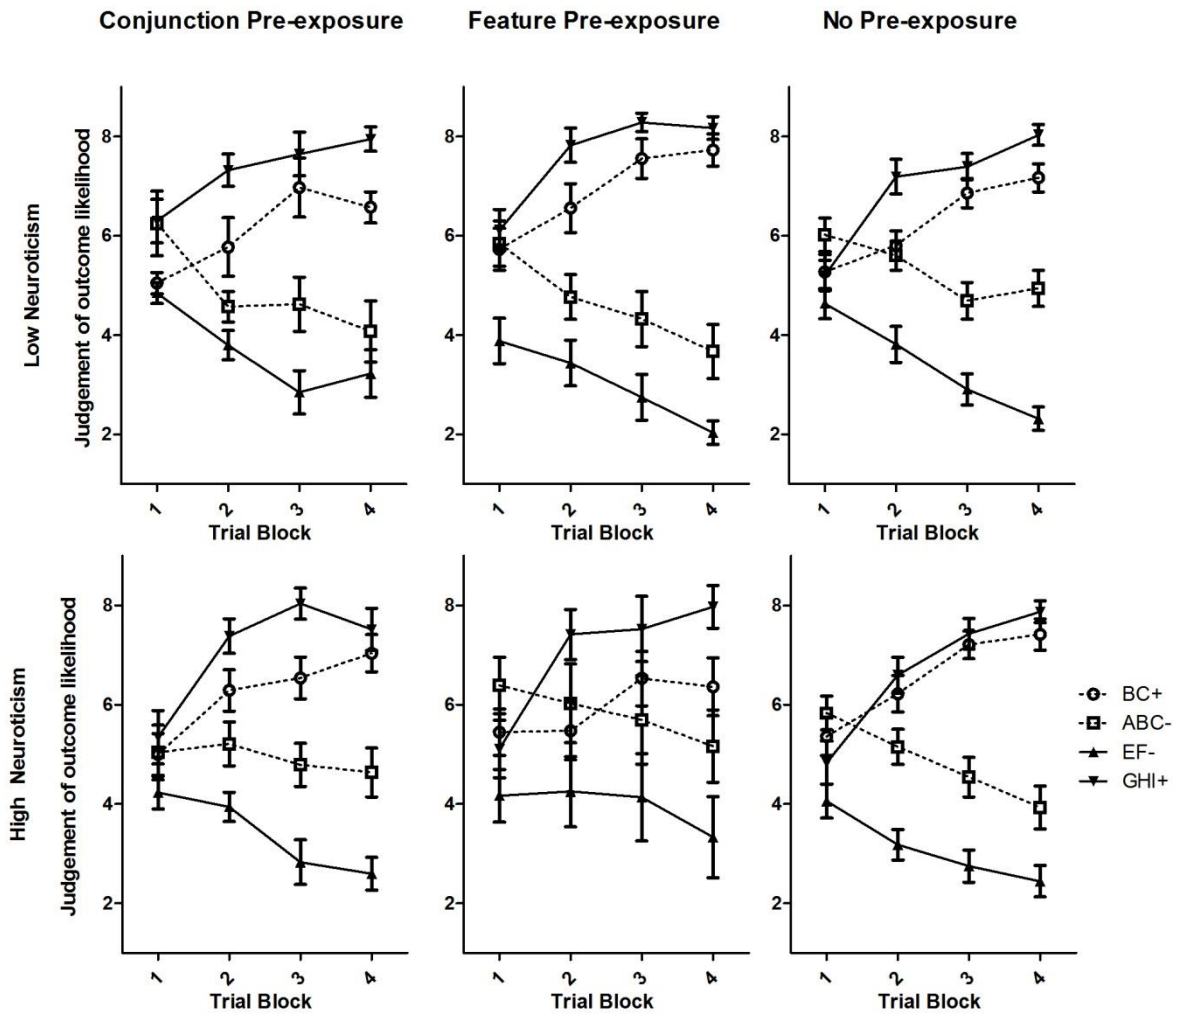 Conjunction Pre-exposure
Feature Pre-exposure
No Pre-exposure
Low Neuroticism
Judgement of outcome likelihood
8
6
4
2
1
2
3
4
Trial Block
8
6
4
2
1
2
3
4
Trial Block
8
6
4
2
1
2
3
4
Trial Block
High Neuroticism
Judgement of outcome likelihood
8
6
4
2
1
2
3
4
Trial Block
8
6
4
2
1
2
3
4
Trial Block
8
6
4
2
1
2
3
4
Trial Block
BC+
ABC-
EF-
GHI+